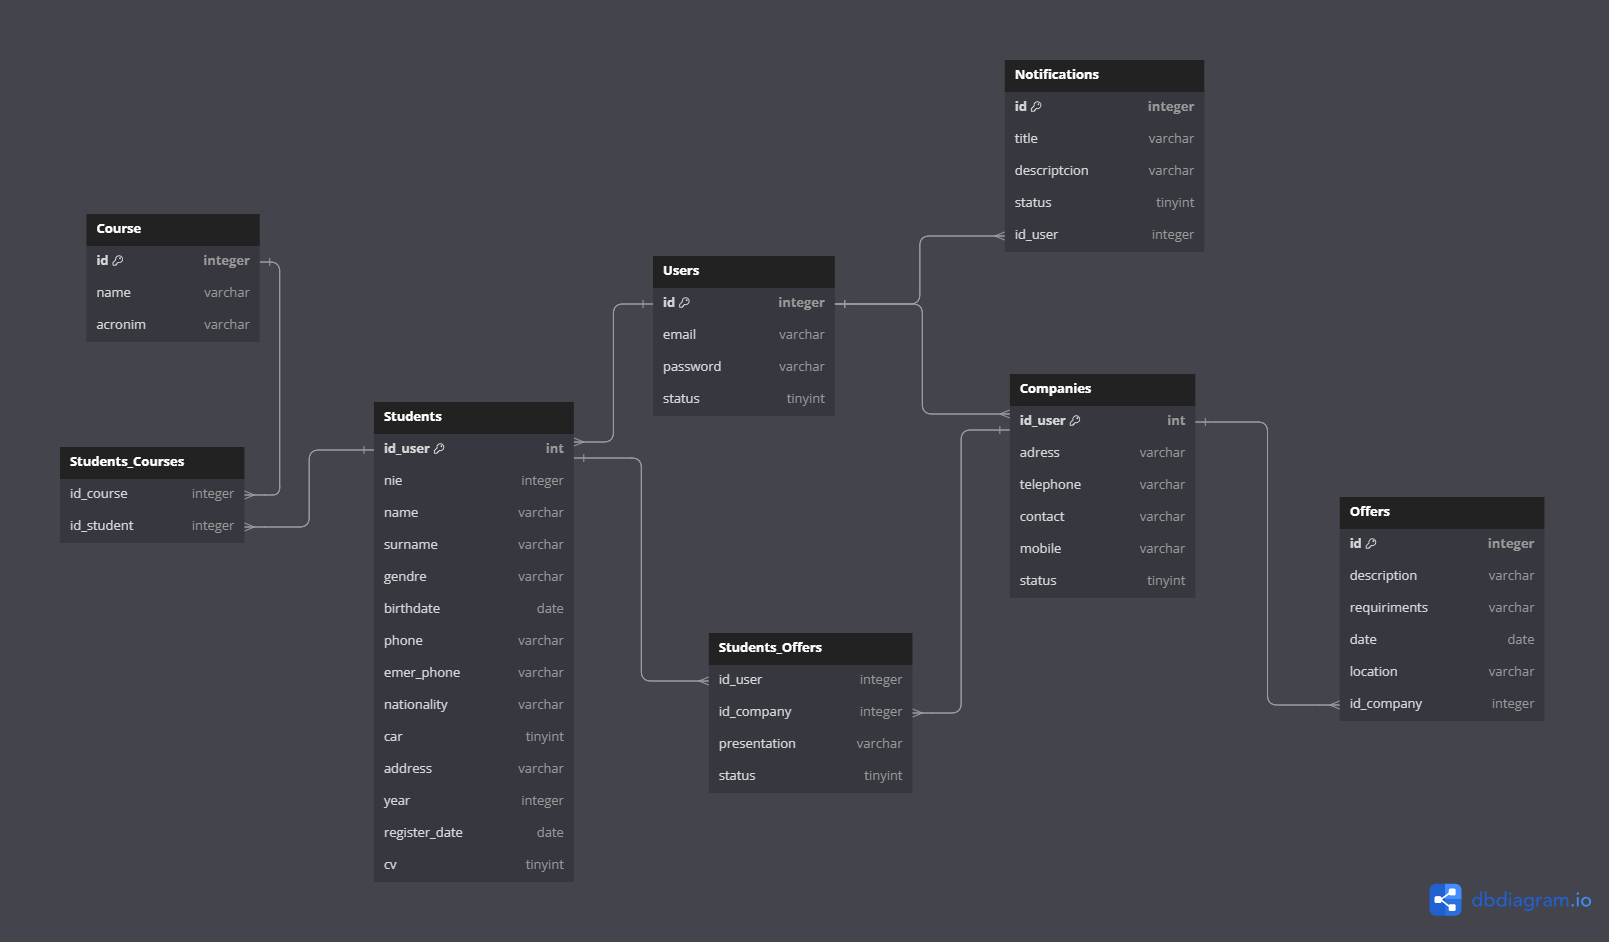 Notifications
id integer
title varchar
descriptcion varchar
status tinyint
id_user integer
Course
id integer
name varchar
acronim varchar
Users
id integer
email varchar
password varchar
status tinyint
Companies
id_user int
adress varchar
telephone varchar
contact varchar
mobile varchar
status tinyint
Students
id_user int
nie integer
name varchar
surname varchar
gendre varchar
birthdate date
phone varchar
emer_phone varchar
nationality varchar
car tinyint
address varchar
year integer
register_date date
cv tinyint
Students_Courses
id_course integer
id_student integer
Offers
id integer
description varchar
requiriments varchar
date date
location varchar
id_company integer
Students_Offers
id_user integer
id_company integer
presentation varchar
status tinyint
dbdiagram.io